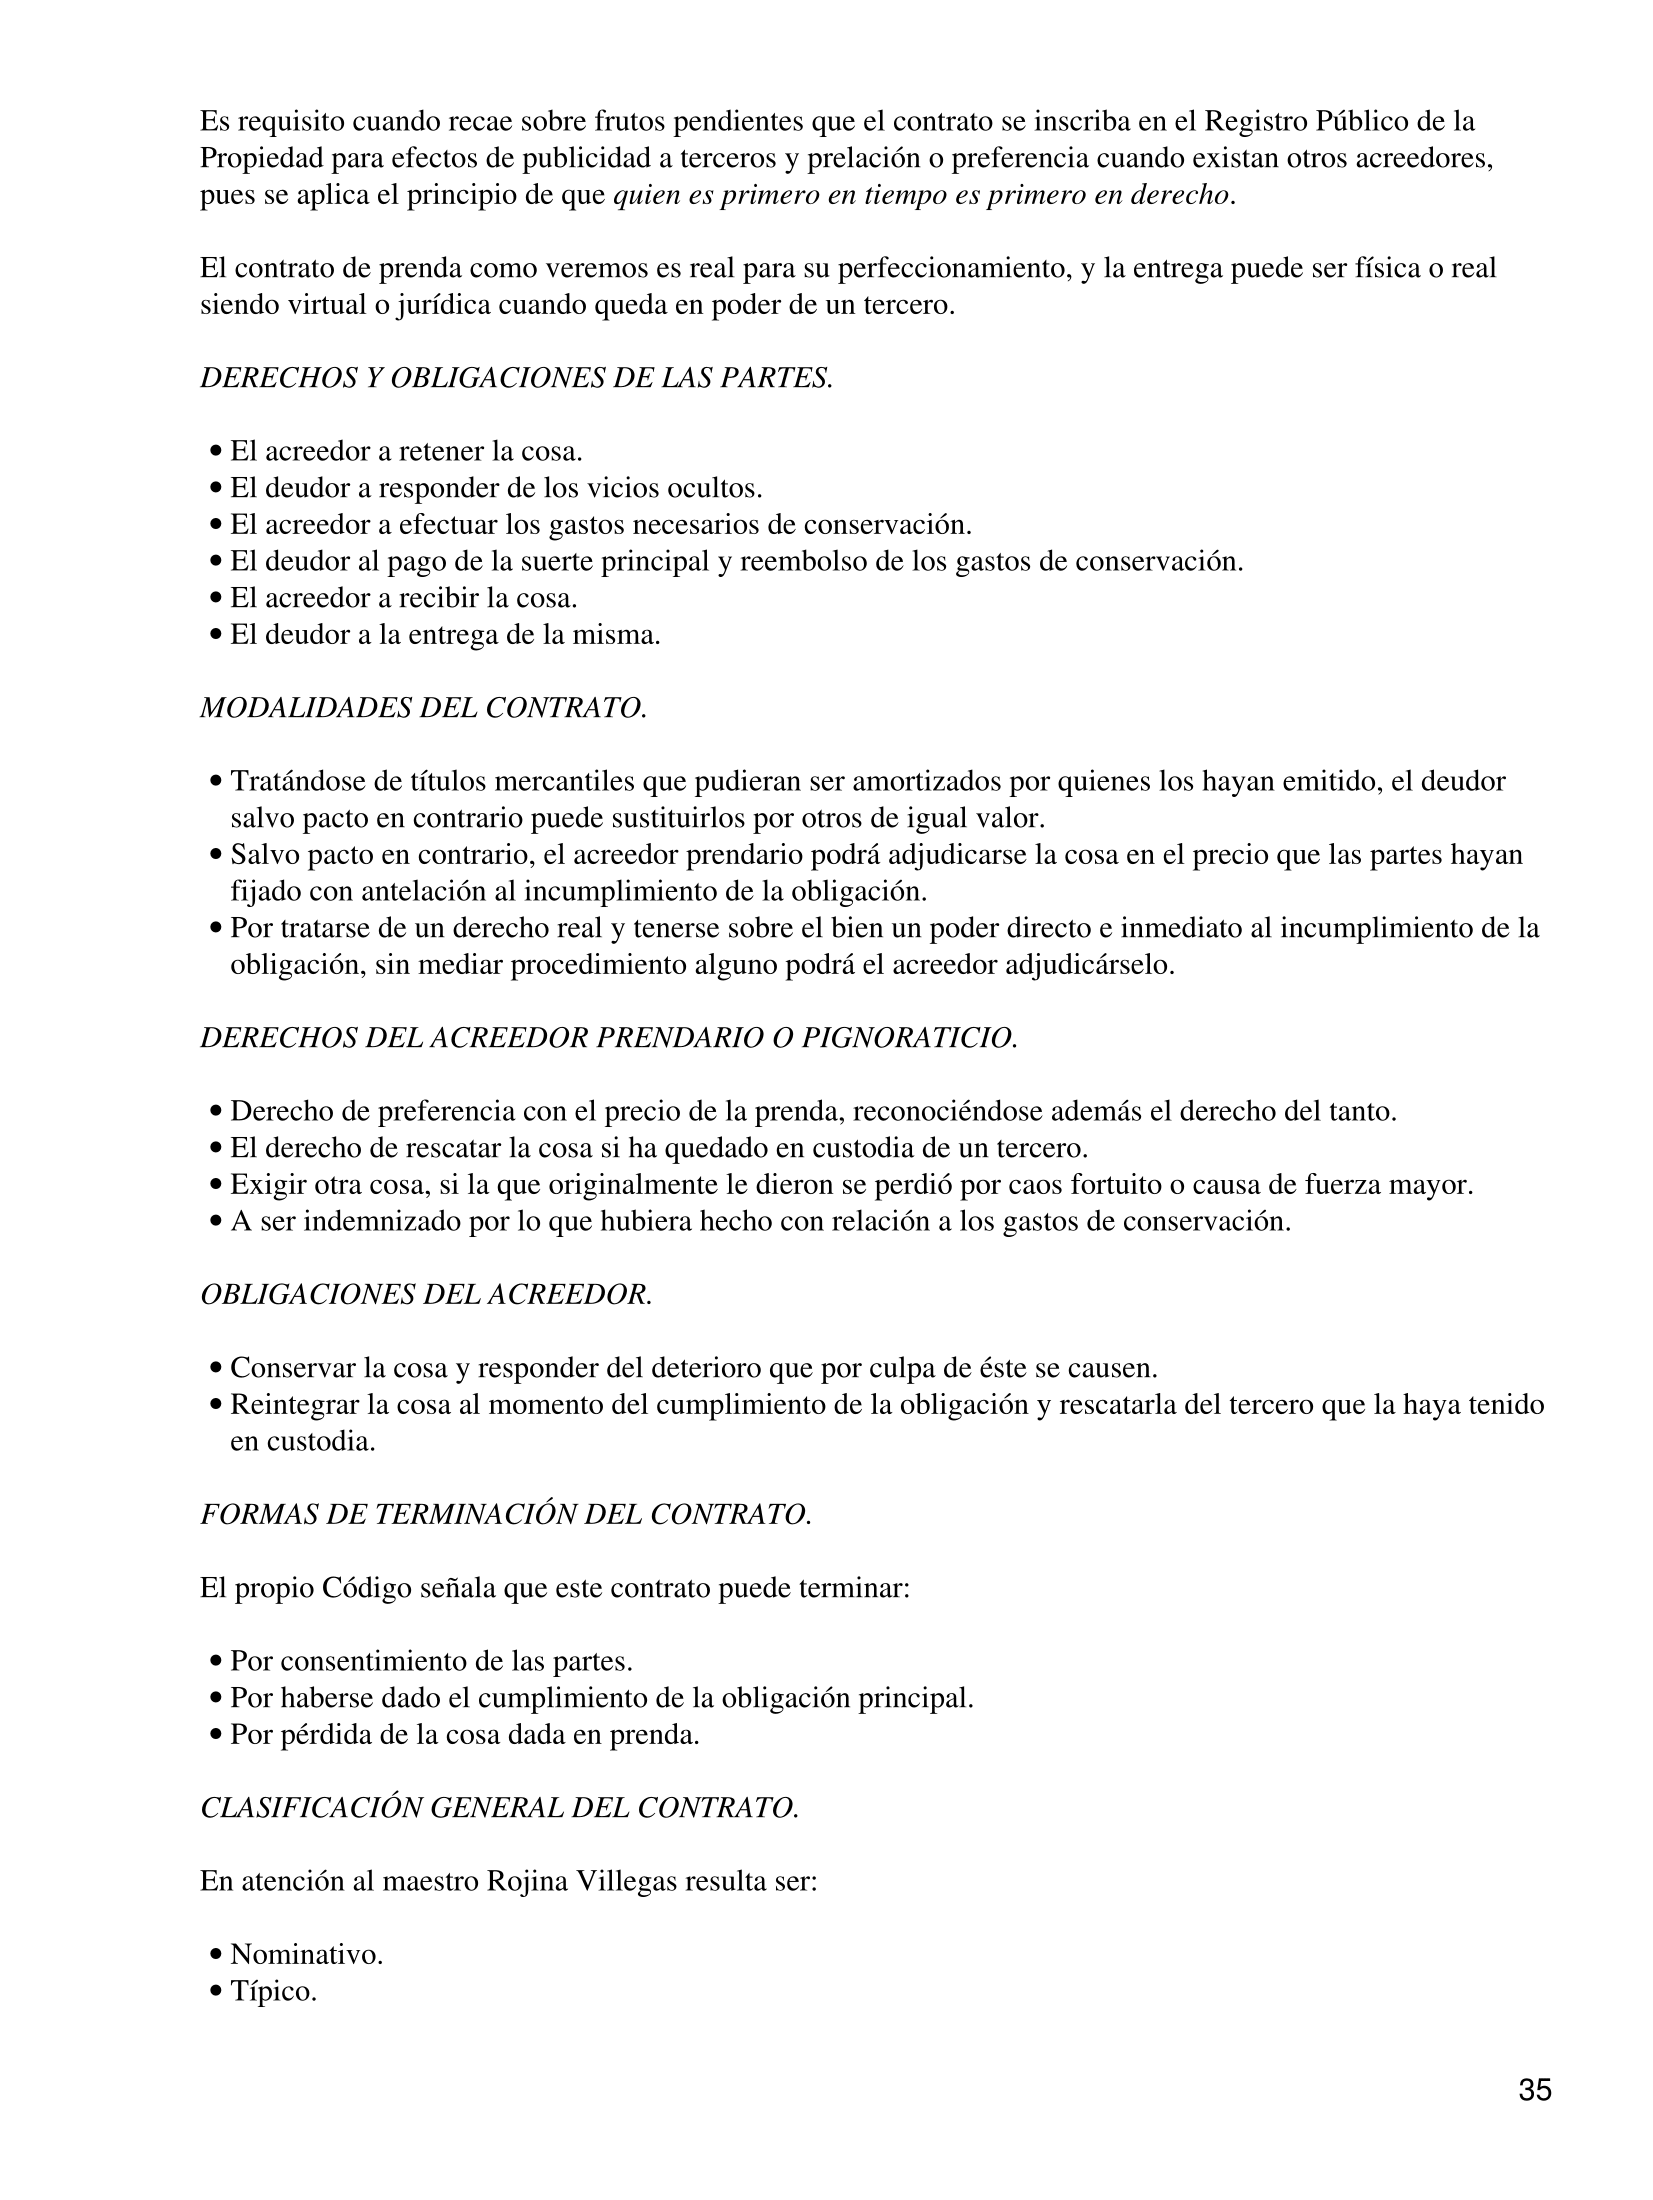 Es requisito cuando recae sobre frutos pendientes que el contrato se inscriba en el Registro Público de la
Propiedad para efectos de publicidad a terceros y prelación o preferencia cuando existan otros acreedores,
pues se aplica el principio de que quien es primero en tiempo es primero en derecho.
El contrato de prenda como veremos es real para su perfeccionamiento, y la entrega puede ser física o real
siendo virtual o jurídica cuando queda en poder de un tercero.
DERECHOS Y OBLIGACIONES DE LAS PARTES.
• El acreedor a retener la cosa.
• El deudor a responder de los vicios ocultos.
• El acreedor a efectuar los gastos necesarios de conservación.
• El deudor al pago de la suerte principal y reembolso de los gastos de conservación.
• El acreedor a recibir la cosa.
• El deudor a la entrega de la misma.
MODALIDADES DEL CONTRATO.
• Tratándose de títulos mercantiles que pudieran ser amortizados por quienes los hayan emitido, el deudor
salvo pacto en contrario puede sustituirlos por otros de igual valor.
• Salvo pacto en contrario, el acreedor prendario podrá adjudicarse la cosa en el precio que las partes hayan
fijado con antelación al incumplimiento de la obligación.
• Por tratarse de un derecho real y tenerse sobre el bien un poder directo e inmediato al incumplimiento de la
obligación, sin mediar procedimiento alguno podrá el acreedor adjudicárselo.
DERECHOS DEL ACREEDOR PRENDARIO O PIGNORATICIO.
• Derecho de preferencia con el precio de la prenda, reconociéndose además el derecho del tanto.
• El derecho de rescatar la cosa si ha quedado en custodia de un tercero.
• Exigir otra cosa, si la que originalmente le dieron se perdió por caos fortuito o causa de fuerza mayor.
• A ser indemnizado por lo que hubiera hecho con relación a los gastos de conservación.
OBLIGACIONES DEL ACREEDOR.
• Conservar la cosa y responder del deterioro que por culpa de éste se causen.
• Reintegrar la cosa al momento del cumplimiento de la obligación y rescatarla del tercero que la haya tenido
en custodia.
FORMAS DE TERMINACIÓN DEL CONTRATO.
El propio Código señala que este contrato puede terminar:
• Por consentimiento de las partes.
• Por haberse dado el cumplimiento de la obligación principal.
• Por pérdida de la cosa dada en prenda.
CLASIFICACIÓN GENERAL DEL CONTRATO.
En atención al maestro Rojina Villegas resulta ser:
• Nominativo.
• Típico.
35